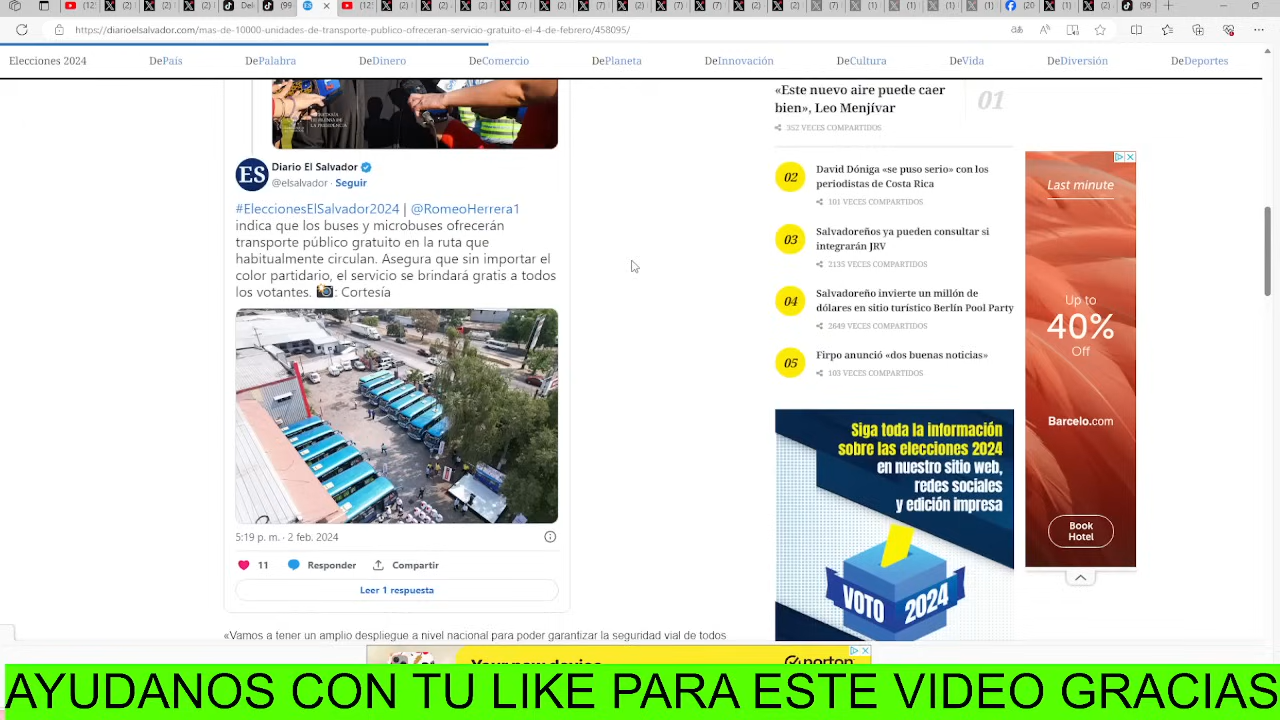 https://diarioelsalvador.com/mas-de-10000-unidades-de-transporte-publico-ofreceran-servicio-gratuito-el-4-de-febrero/458095/
Elecciones 2024 DePaís DePalabra DeDinero DeComercio DePlaneta DeInnovación DeCultura DeVida DeDiversión DeDeportes
Diario El Salvador
@elsalvador · Seguir
#EleccionesElSalvador2024 | @RomeoHerrera1
indica que los buses y microbuses ofrecerán
transporte público gratuito en la ruta que
habitualmente circulan. Asegura que sin importar el
color partidario, el servicio se brindará gratis a todos
los votantes. 📸: Cortesía
5:19 p. m. · 2 feb. 2024
11 Responder Compartir
Leer 1 respuesta
«Vamos a tener un amplio despliegue a nivel nacional para poder garantizar la seguridad vial de todos
«Este nuevo aire puede caer
bien», Leo Menjívar
01
352 VECES COMPARTIDOS
02
David Dóniga «se puso serio» con los
periodistas de Costa Rica
101 VECES COMPARTIDOS
03
Salvadoreños ya pueden consultar si
integrarán JRV
2135 VECES COMPARTIDOS
04
Salvadoreño invierte un millón de
dólares en sitio turístico Berlín Pool Party
2649 VECES COMPARTIDOS
05
Firpo anunció «dos buenas noticias»
103 VECES COMPARTIDOS
Siga toda la información
sobre las elecciones 2024
en nuestro sitio web,
redes sociales
y edición impresa
VOTO 2024
Last minute
Up to
40%
Off
Barcelo.com
Book
Hotel
Your new device
norton
AYUDANOS CON TU LIKE PARA ESTE VIDEO GRACIAS